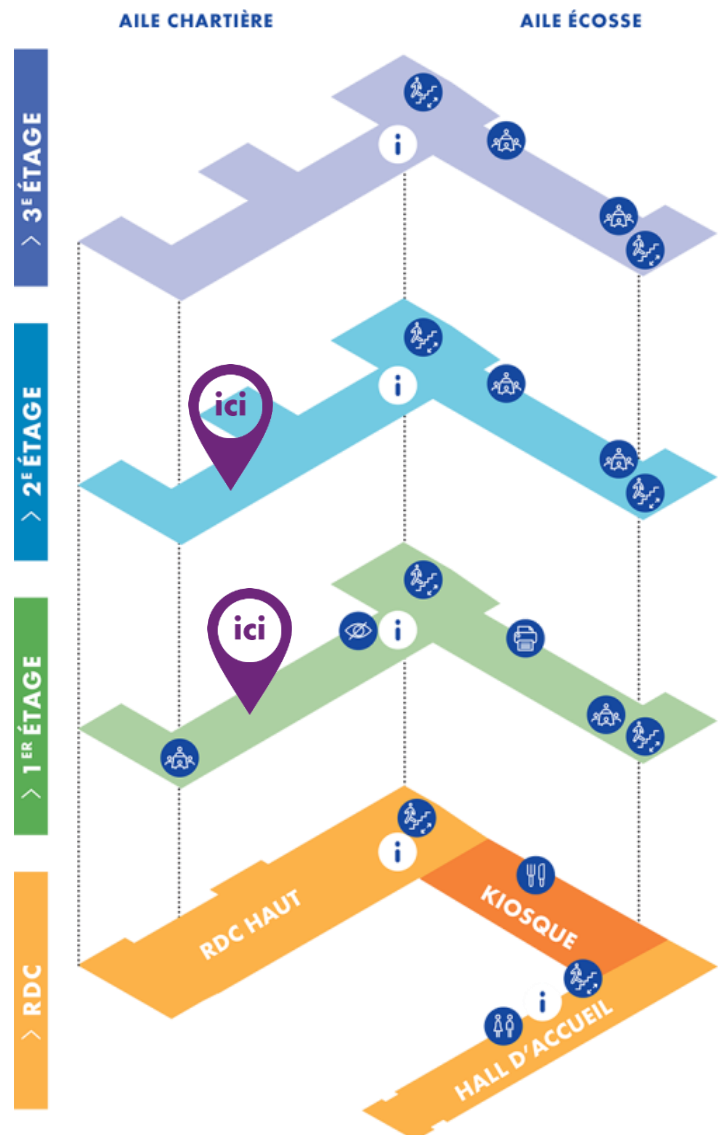 AILE CHARTIÈRE
AILE ÉCOSSE
> 3E ÉTAGE
i
> 2E ÉTAGE
ici
i
> 1ER ÉTAGE
ici
i
> RDC
i
RDC HAUT
KIOSQUE
i
HALL D'ACCUEIL